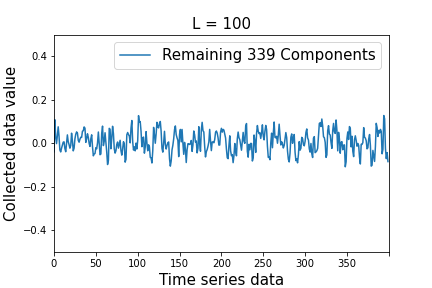 L = 100
Remaining 339 Components
Collected data value
0.4
0.2
0.0
−0.2
−0.4
0 50 100 150 200 250 300 350
Time series data